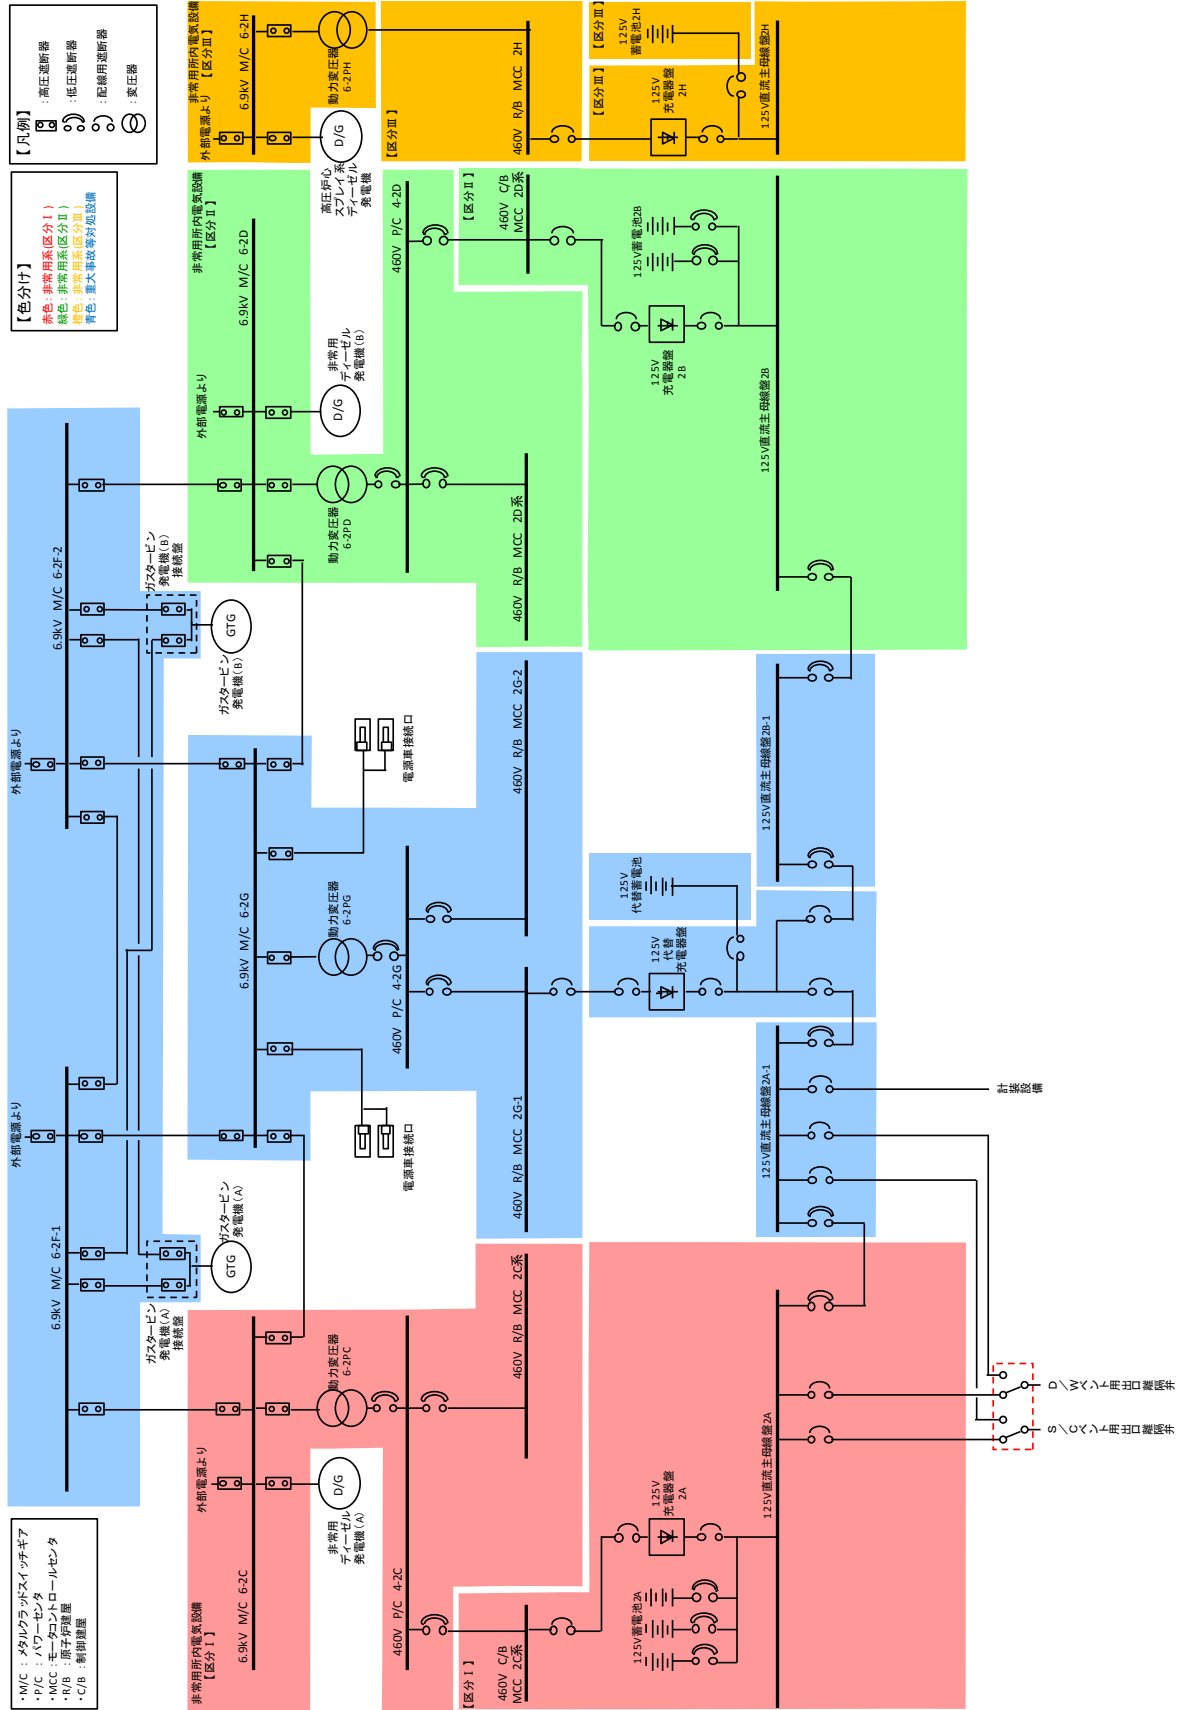 ・M/C ：メタルクラッドスイッチギア
・P/C ：パワーセンタ
・MCC：モータコントロールセンタ
・R/B ：原子炉建屋
・C/B ：制御建屋
【色分け】
赤色：非常用系(区分Ⅰ)
緑色：非常用系(区分Ⅱ)
橙色：非常用系(区分Ⅲ)
青色：重大事故等対処設備
【凡例】
：高圧遮断器
：低圧遮断器
：配線用遮断器
：変圧器
外部電源より
6.9kV M/C 6-2F-1
外部電源より
6.9kV M/C 6-2F-2
ガスタービン
発電機(A)
接続盤
GTG
ガスタービン
発電機(A)
ガスタービン
発電機(B)
接続盤
GTG
ガスタービン
発電機(B)
非常用所内電気設備
【区分Ⅰ】
外部電源より
6.9kV M/C 6-2C
非常用
ディーゼル
発電機(A)
D/G
動力変圧器
6-2PC
460V P/C 4-2C
460V R/B MCC 2C系
【区分Ⅰ】
460V C/B
MCC 2C系
125V蓄電池2A
125V
充電器盤
2A
125V直流主母線盤2A
6.9kV M/C 6-2G
動力変圧器
6-2PG
電源車接続口
電源車接続口
460V P/C 4-2G
460V R/B MCC 2G-1
460V R/B MCC 2G-2
125V
代替蓄電池
125V
代替
充電器盤
125V直流主母線盤2A-1
125V直流主母線盤2B-1
非常用所内電気設備
【区分Ⅱ】
外部電源より
6.9kV M/C 6-2D
非常用
ディーゼル
発電機(B)
D/G
動力変圧器
6-2PD
460V P/C 4-2D
460V R/B MCC 2D系
【区分Ⅱ】
460V C/B
MCC 2D系
125V蓄電池2B
125V
充電器盤
2B
125V直流主母線盤2B
非常用所内電気設備
【区分Ⅲ】
外部電源より
6.9kV M/C 6-2H
高圧炉心
スプレイ系
ディーゼル
発電機
D/G
動力変圧器
6-2PH
【区分Ⅲ】
460V R/B MCC 2H
【区分Ⅲ】
125V
蓄電池2H
【区分Ⅲ】
125V
充電器盤
2H
125V直流主母線盤2H
計装
設備
D／Wベント用出口隔離弁
S／Cベント用出口隔離弁